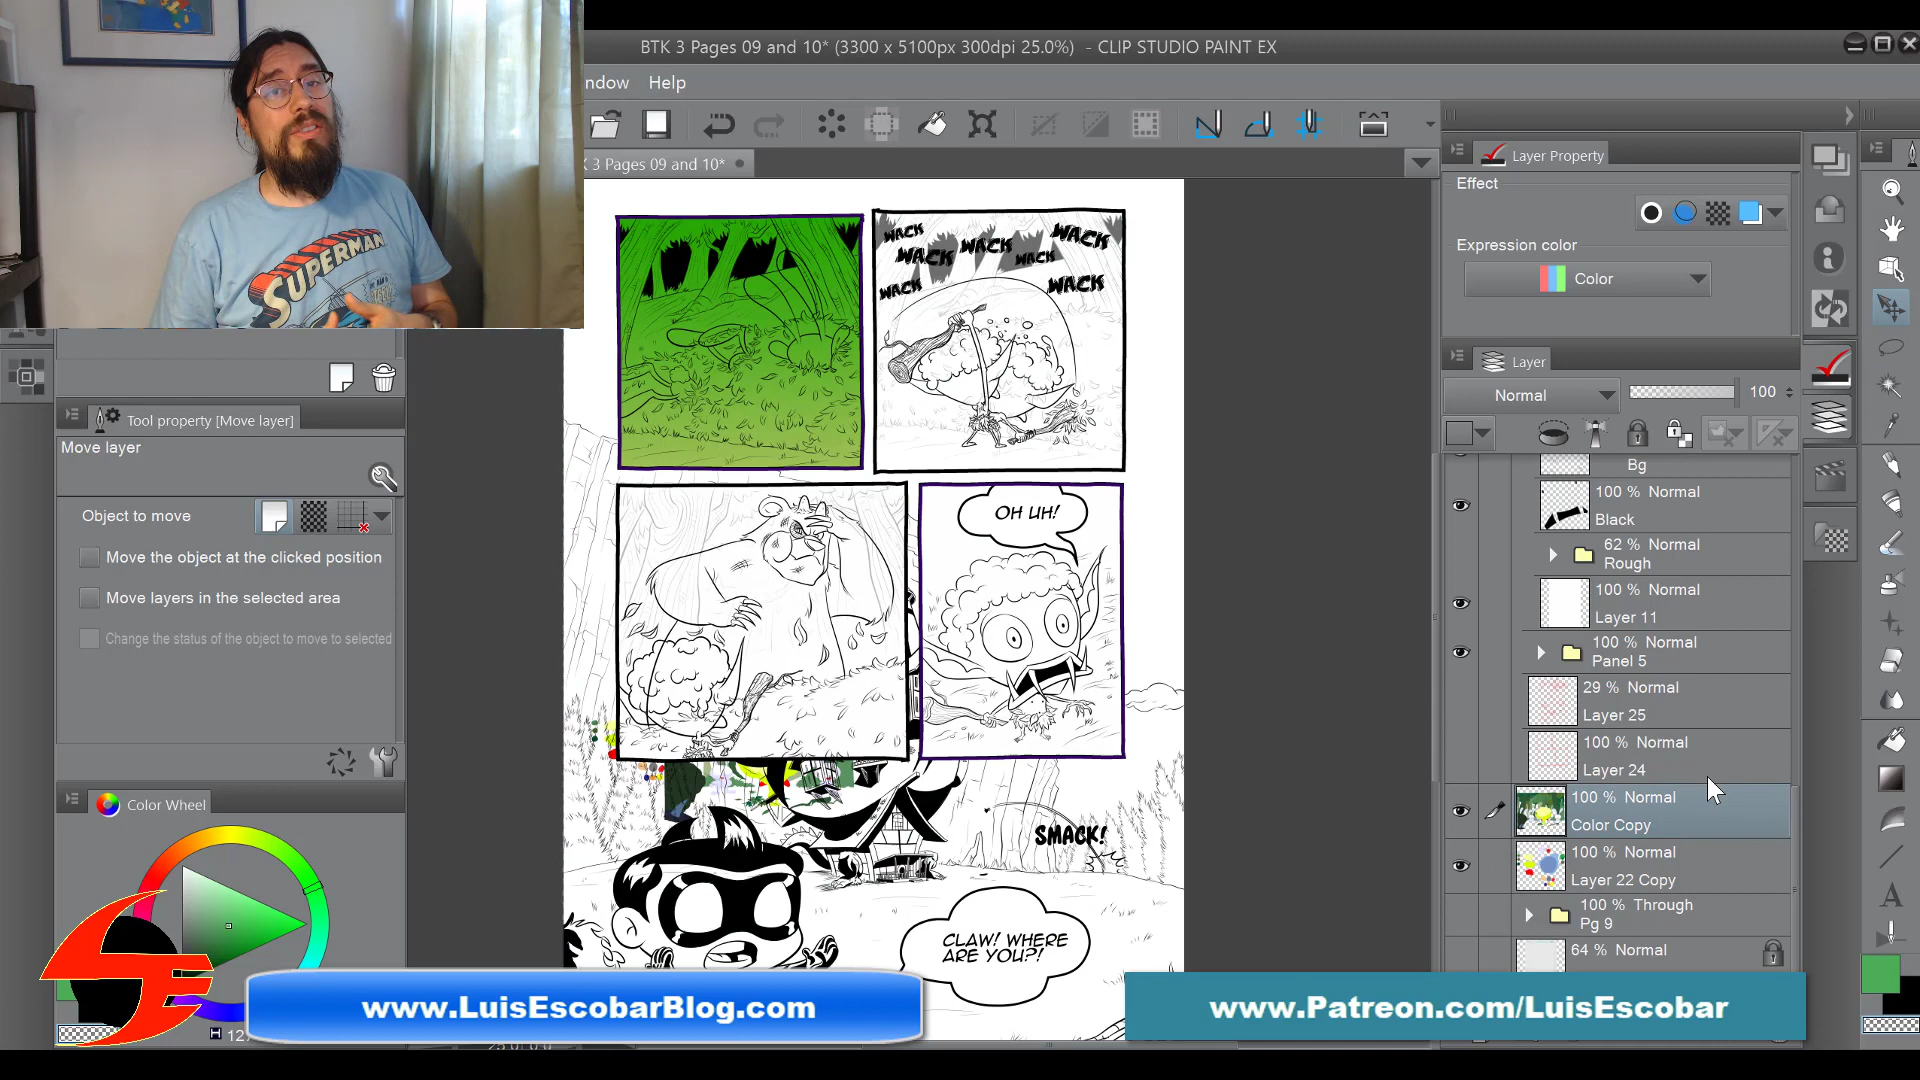 BTK 3 Pages 09 and 10* (3300 x 5100px 300dpi 25.0%) - CLIP STUDIO PAINT EX
ndow Help
3 Pages 09 and 10*
SUPERMAN
WACK
WACK
WACK
WACK
WACK
WACK
WACK
OH UH!
SMACK!
CLAW! WHERE
ARE YOU?!
Tool property [Move layer]
Move layer
Object to move
Move the object at the clicked position
Move layers in the selected area
Change the status of the object to move to selected
Color Wheel
H 12
Layer Property
Effect
Expression color
Color
Layer
Normal 100
Bg
100 % Normal
Black
62 % Normal
Rough
100 % Normal
Layer 11
100 % Normal
Panel 5
29 % Normal
Layer 25
100 % Normal
Layer 24
100 % Normal
Color Copy
100 % Normal
Layer 22 Copy
100 % Through
Pg 9
64 % Normal
www.LuisEscobarBlog.com
www.Patreon.com/LuisEscobar